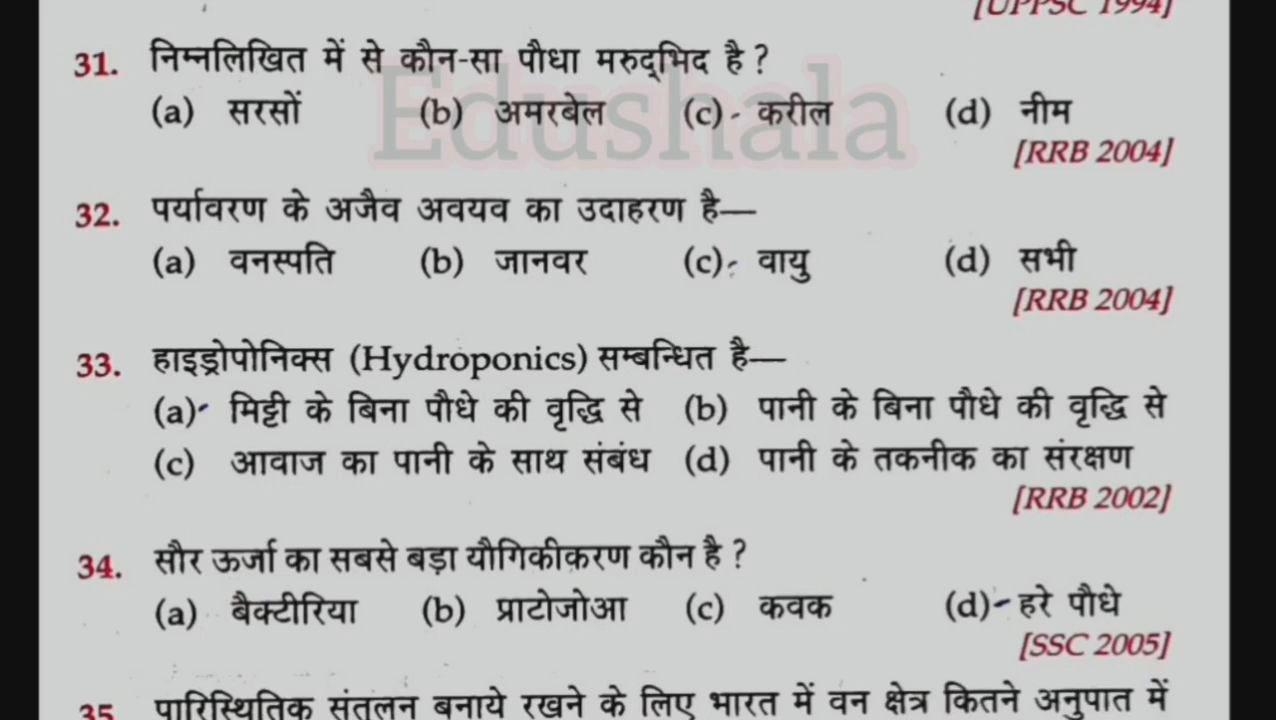 [UPPSC 1994]
31. निम्नलिखित में से कौन-सा पौधा मरुद्भिद है ?
(a) सरसों (b) अमरबेल (c) करील (d) नीम
[RRB 2004]
Edushala
32. पर्यावरण के अजैव अवयव का उदाहरण है—
(a) वनस्पति (b) जानवर (c) वायु (d) सभी
[RRB 2004]
33. हाइड्रोपोनिक्स (Hydroponics) सम्बन्धित है—
(a) मिट्टी के बिना पौधे की वृद्धि से (b) पानी के बिना पौधे की वृद्धि से
(c) आवाज का पानी के साथ संबंध (d) पानी के तकनीक का संरक्षण
[RRB 2002]
34. सौर ऊर्जा का सबसे बड़ा यौगिकीकरण कौन है ?
(a) बैक्टीरिया (b) प्राटोजोआ (c) कवक (d) हरे पौधे
[SSC 2005]
35 पारिस्थितिक संतुलन बनाये रखने के लिए भारत में वन क्षेत्र कितने अनुपात में